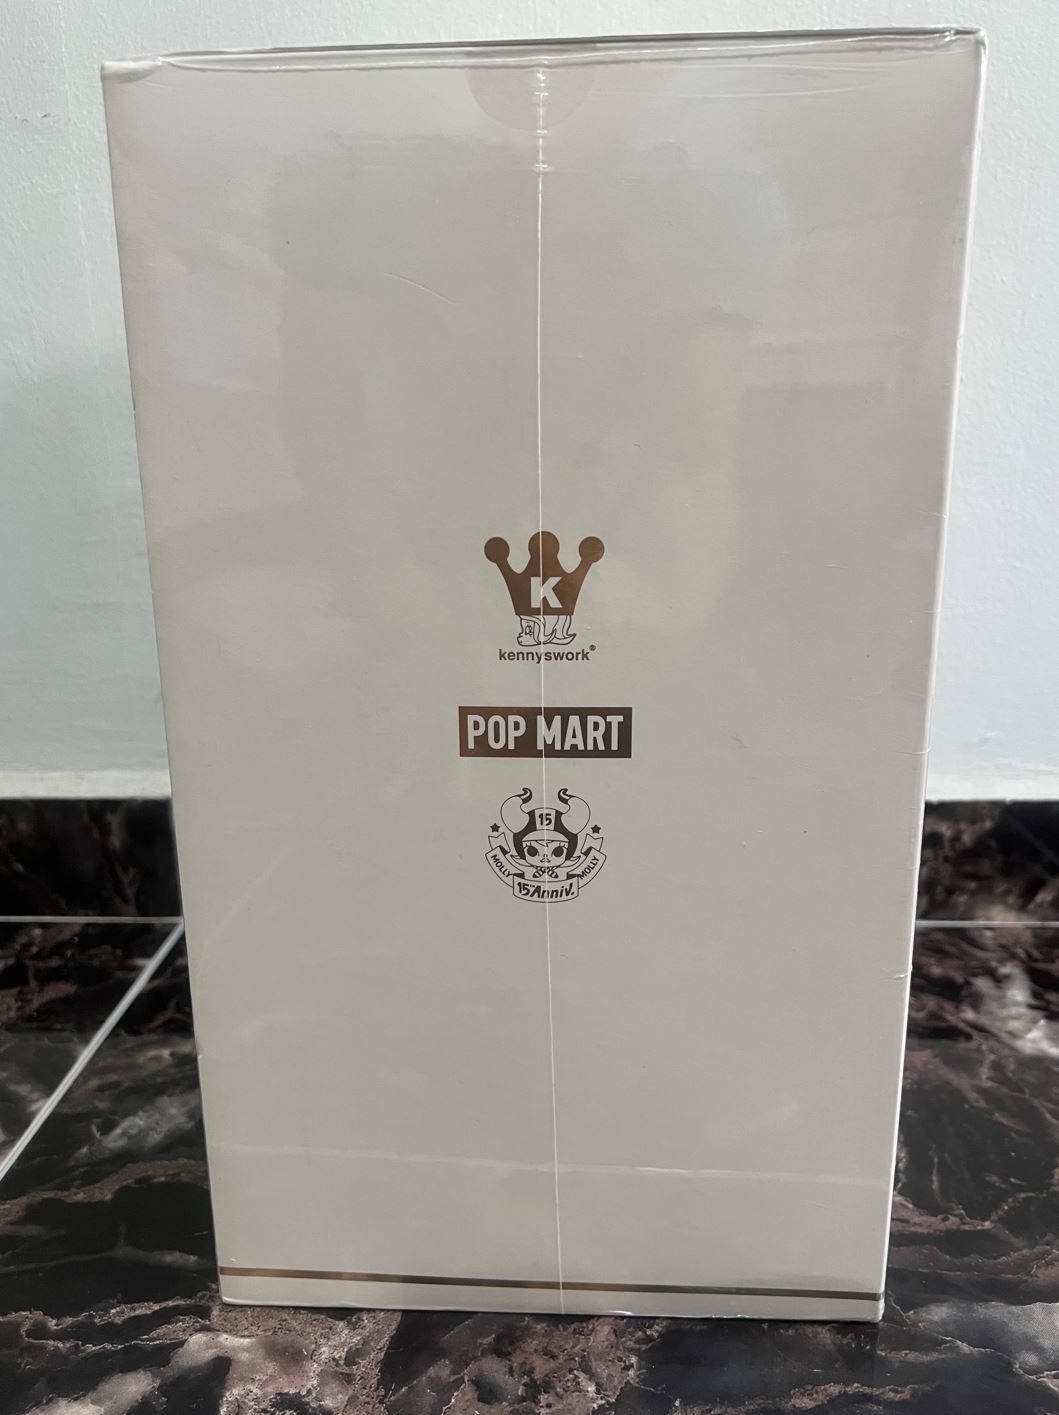 K
kennyswork®
POP MART
15
MOLLY MOLLY
15th Anniv.